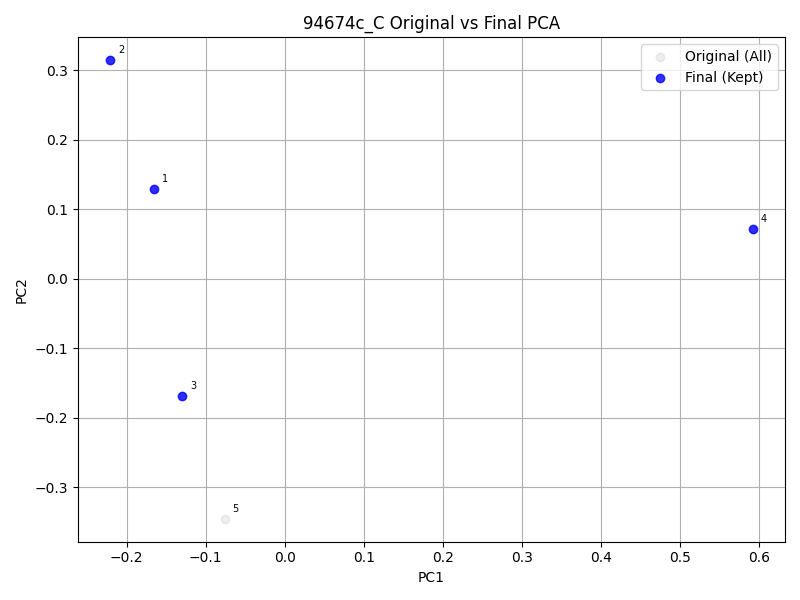 94674c_C Original vs Final PCA
Original (All)
Final (Kept)
2
1
4
3
5
0.3
0.2
0.1
0.0
−0.1
−0.2
−0.3
PC2
−0.2 −0.1 0.0 0.1 0.2 0.3 0.4 0.5 0.6
PC1